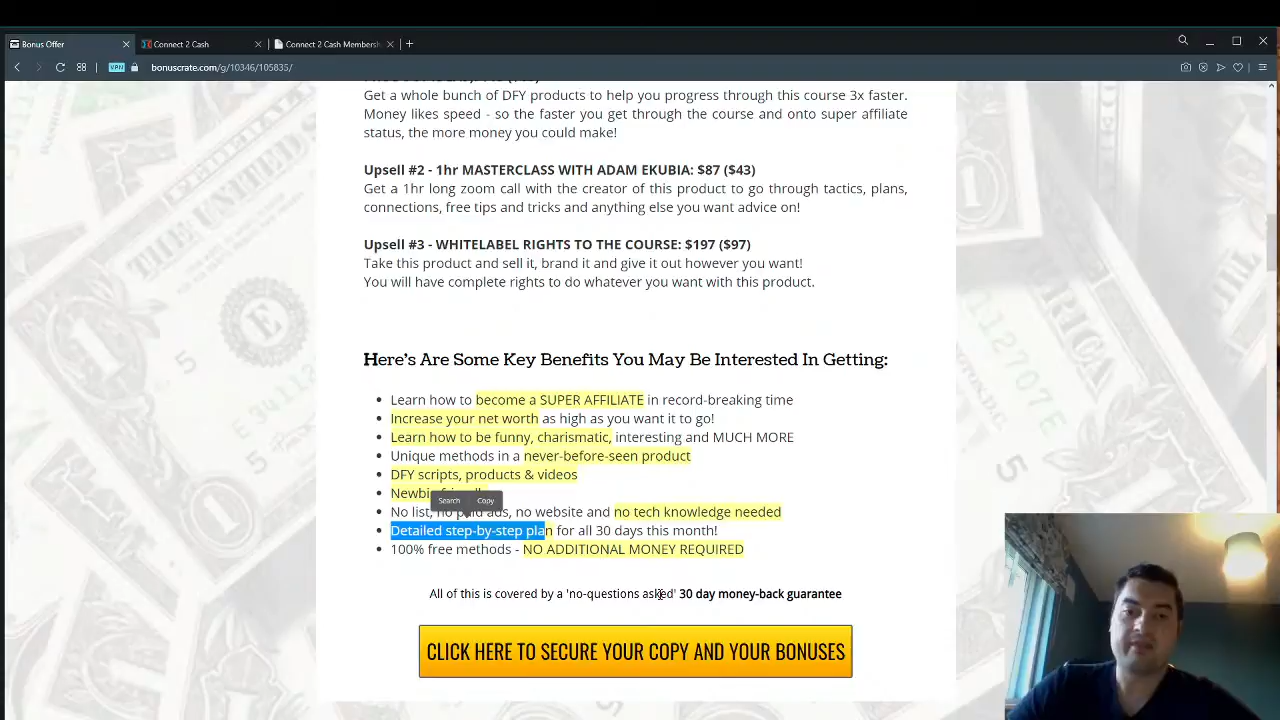 Bonus Offer
Connect 2 Cash
Connect 2 Cash Membersh
VPN
bonuscrate.com/g/10346/105835/
Get a whole bunch of DFY products to help you progress through this course 3x faster.
Money likes speed - so the faster you get through the course and onto super affiliate
status, the more money you could make!
Upsell #2 - 1hr MASTERCLASS WITH ADAM EKUBIA: $87 ($43)
Get a 1hr long zoom call with the creator of this product to go through tactics, plans,
connections, free tips and tricks and anything else you want advice on!
Upsell #3 - WHITELABEL RIGHTS TO THE COURSE: $197 ($97)
Take this product and sell it, brand it and give it out however you want!
You will have complete rights to do whatever you want with this product.
Here's Are Some Key Benefits You May Be Interested In Getting:
Learn how to become a SUPER AFFILIATE in record-breaking time
Increase your net worth as high as you want it to go!
Learn how to be funny, charismatic, interesting and MUCH MORE
Unique methods in a never-before-seen product
DFY scripts, products & videos
Search Copy
No list, no paid ads, no website and no tech knowledge needed
Detailed step-by-step plan for all 30 days this month!
100% free methods - NO ADDITIONAL MONEY REQUIRED
All of this is covered by a 'no-questions asked' 30 day money-back guarantee
CLICK HERE TO SECURE YOUR COPY AND YOUR BONUSES